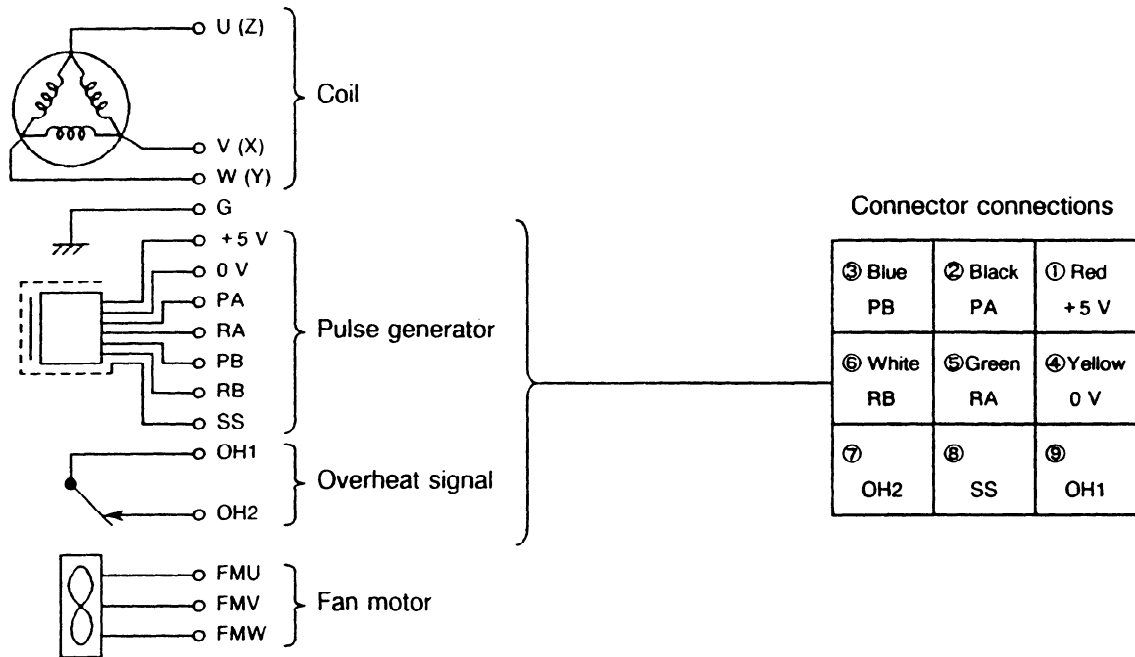 U (Z)
Coil
V (X)
W (Y)
G
+5 V
0 V
PA
RA
PB
RB
SS
Pulse generator
OH1
Overheat signal
OH2
FMU
FMV
FMW
Fan motor
Connector connections
③ Blue ② Black ① Red
PB PA +5 V
⑥ White ⑤ Green ④ Yellow
RB RA 0 V
⑦ ⑧ ⑨
OH2 SS OH1